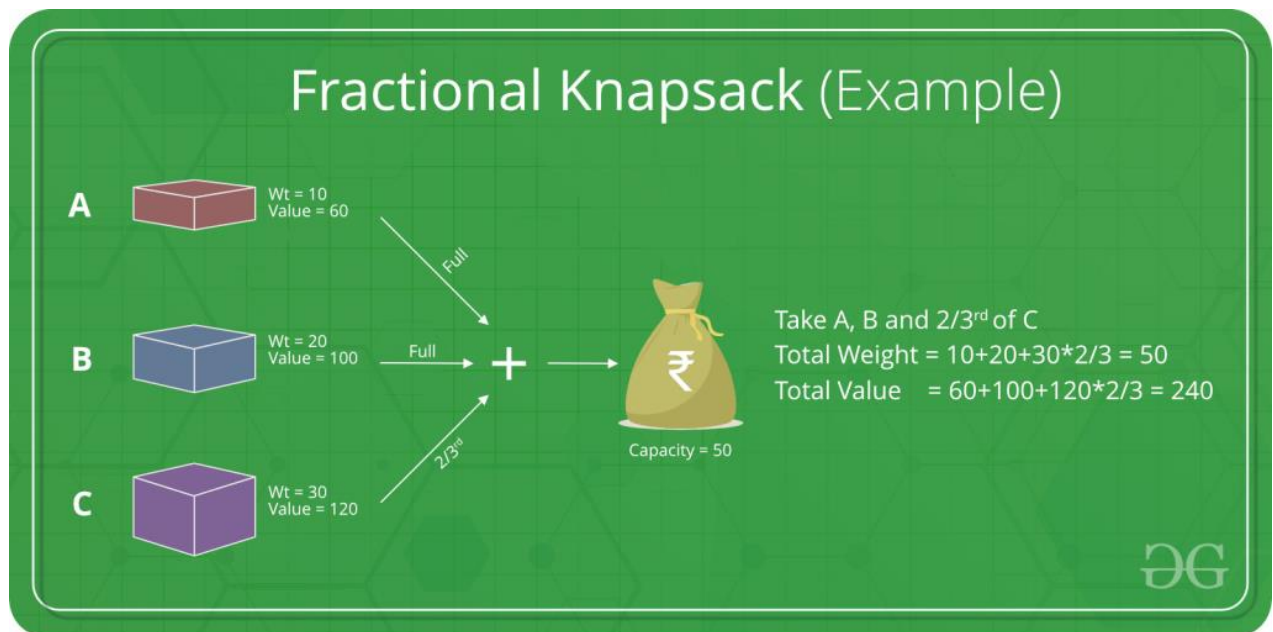 Fractional Knapsack (Example)
A
Wt = 10
Value = 60
Full
B
Wt = 20
Value = 100
Full
+
₹
Capacity = 50
C
Wt = 30
Value = 120
2/3rd
Take A, B and 2/3rd of C
Total Weight = 10+20+30*2/3 = 50
Total Value = 60+100+120*2/3 = 240